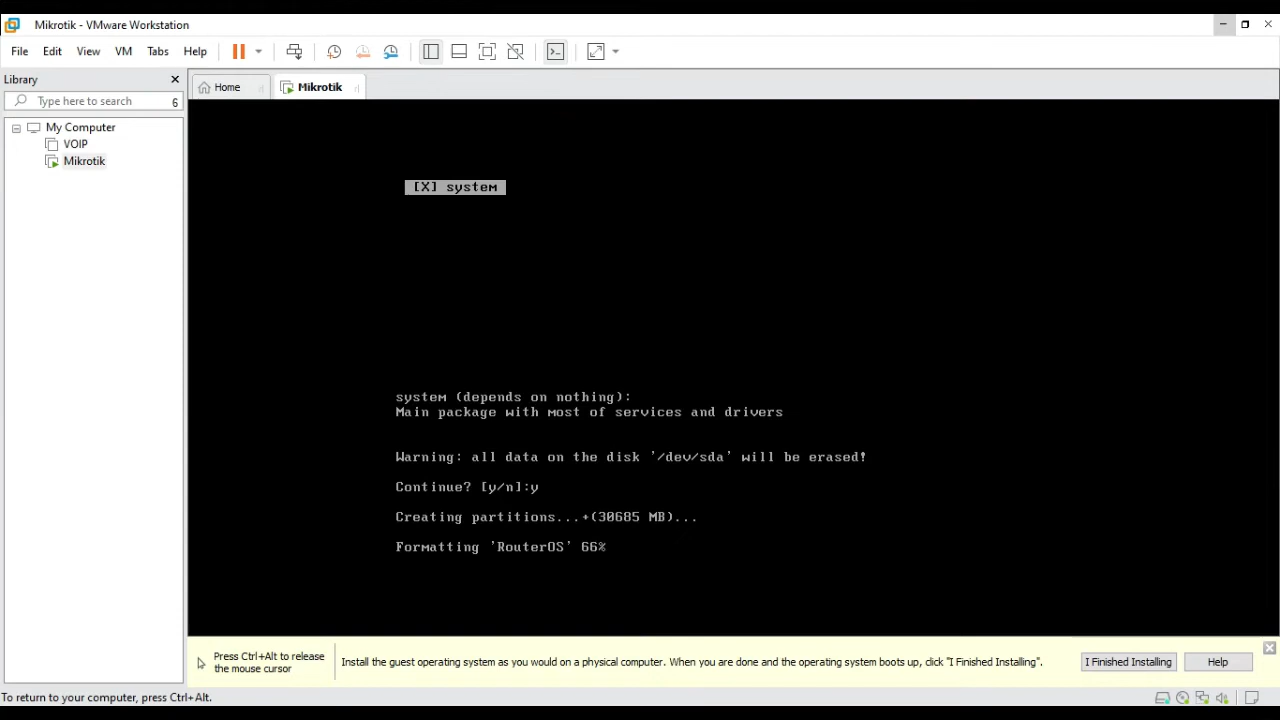 Mikrotik - VMware Workstation
File Edit View VM Tabs Help
Library
Type here to search 6
My Computer
VOIP
Mikrotik
Home Mikrotik
[X] system
system (depends on nothing):
Main package with most of services and drivers
Warning: all data on the disk '/dev/sda' will be erased!
Continue? [y/n]:y
Creating partitions...+(30685 MB)...
Formatting 'RouterOS' 66%
Press Ctrl+Alt to release
the mouse cursor
Install the guest operating system as you would on a physical computer. When you are done and the operating system boots up, click "I Finished Installing".
I Finished Installing
Help
To return to your computer, press Ctrl+Alt.